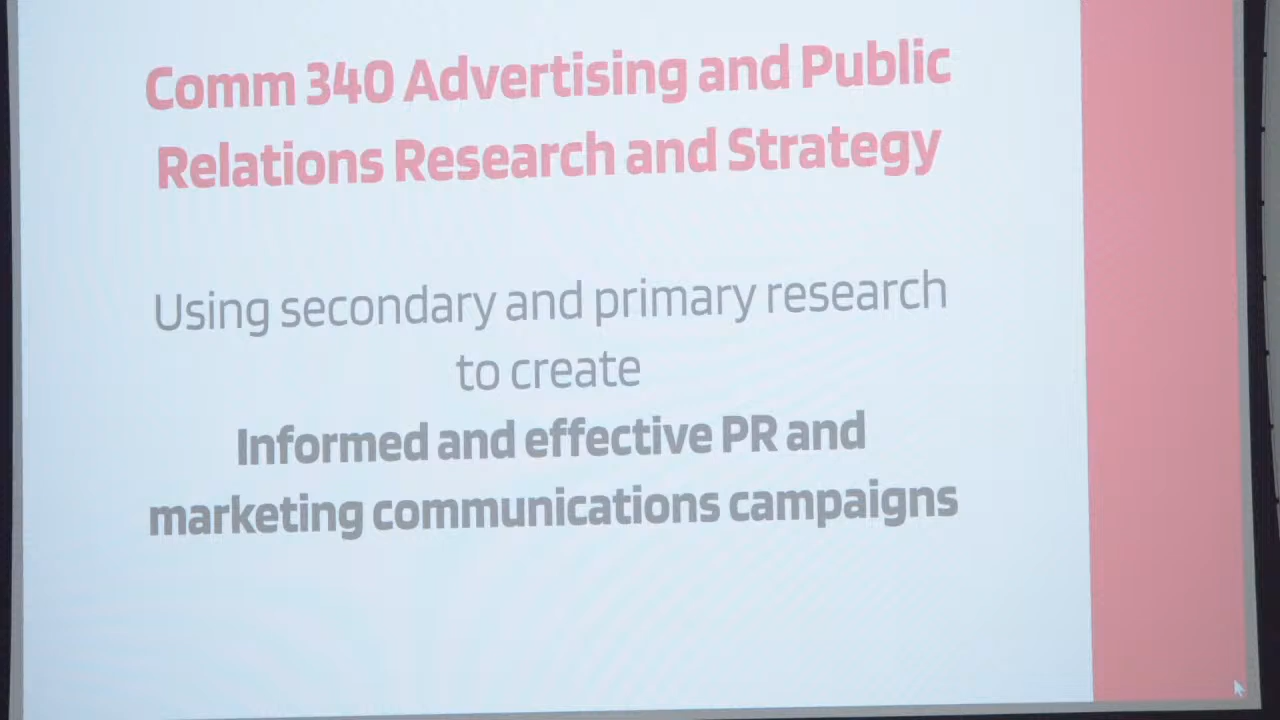 Comm 340 Advertising and Public
Relations Research and Strategy
Using secondary and primary research
to create
Informed and effective PR and
marketing communications campaigns